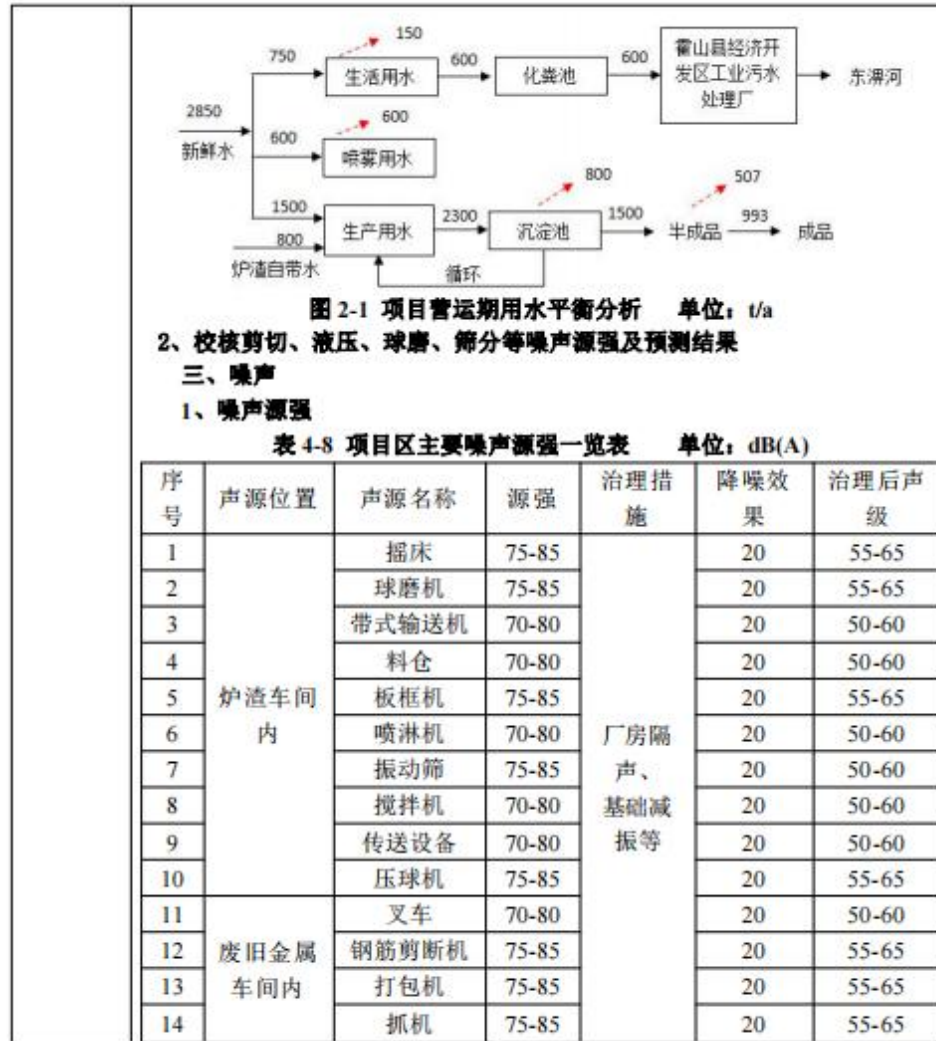 150
750
生活用水
600
化粪池
600
霍山县经济开
发区工业污水
处理厂
东淠河
2850
新鲜水
600
600
喷雾用水
800
507
1500
生产用水
2300
沉淀池
1500
半成品
993
成品
800
炉渣自带水
循环
图 2-1 项目营运期用水平衡分析 单位：t/a
2、校核剪切、液压、球磨、筛分等噪声源强及预测结果
三、噪声
1、噪声源强
表 4-8 项目区主要噪声源强一览表 单位：dB(A)
序号 声源位置 声源名称 源强 治理措施 降噪效果 治理后声级
1 炉渣车间内 摇床 75-85 厂房隔声、基础减振等 20 55-65
2 球磨机 75-85 20 55-65
3 带式输送机 70-80 20 50-60
4 料仓 70-80 20 50-60
5 板框机 75-85 20 55-65
6 喷淋机 70-80 20 50-60
7 振动筛 75-85 20 50-60
8 搅拌机 70-80 20 50-60
9 传送设备 70-80 20 50-60
10 压球机 75-85 20 55-65
11 废旧金属车间内 叉车 70-80 20 50-60
12 钢筋剪断机 75-85 20 55-65
13 打包机 75-85 20 55-65
14 抓机 75-85 20 55-65